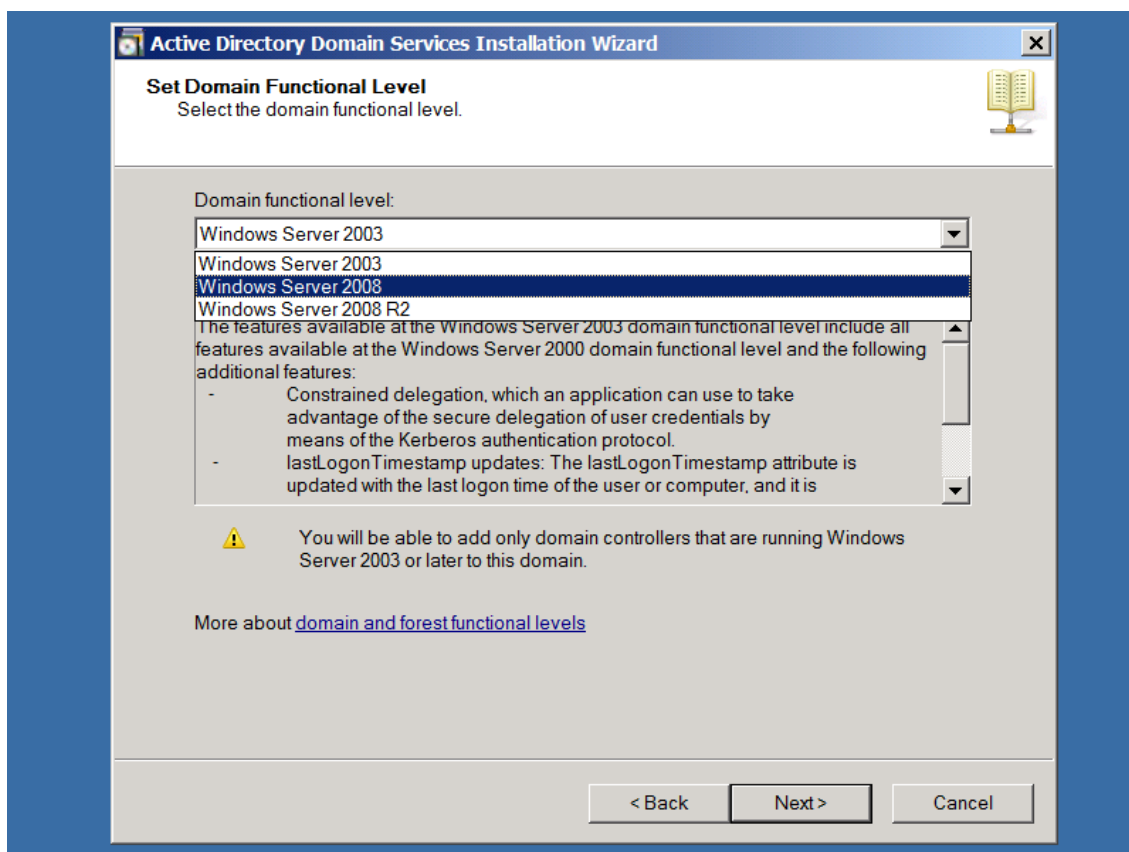 Active Directory Domain Services Installation Wizard
Set Domain Functional Level
Select the domain functional level.
Domain functional level:
Windows Server 2003
Windows Server 2003
Windows Server 2008
Windows Server 2008 R2
The features available at the Windows Server 2003 domain functional level include all
features available at the Windows Server 2000 domain functional level and the following
additional features:
- Constrained delegation, which an application can use to take
advantage of the secure delegation of user credentials by
means of the Kerberos authentication protocol.
- lastLogonTimestamp updates: The lastLogonTimestamp attribute is
updated with the last logon time of the user or computer, and it is
You will be able to add only domain controllers that are running Windows
Server 2003 or later to this domain.
More about domain and forest functional levels
< Back Next > Cancel